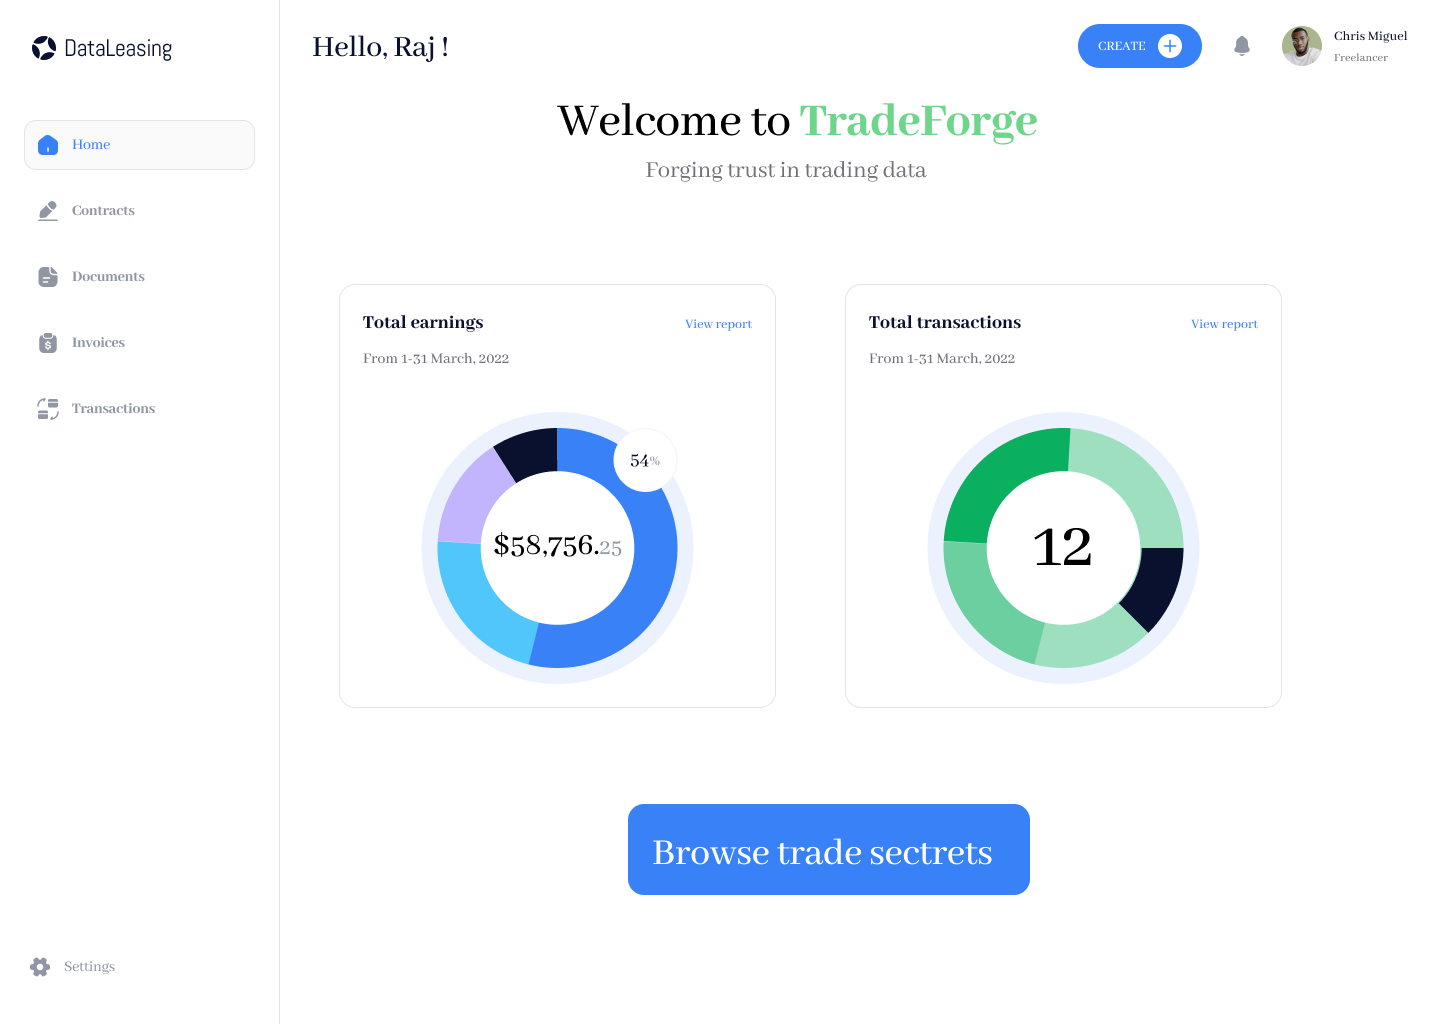 DataLeasing
Hello, Raj !
CREATE
Chris Miguel
Freelancer
Welcome to TradeForge
Forging trust in trading data
Home
Contracts
Documents
Invoices
Transactions
Settings
Total earnings
View report
From 1-31 March, 2022
54%
$58,756.25
Total transactions
View report
From 1-31 March, 2022
12
Browse trade sectrets